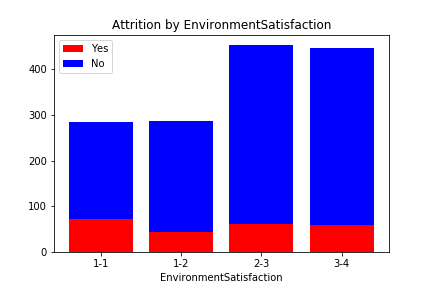 Attrition by EnvironmentSatisfaction
Yes
No
400
300
200
100
0
1-1 1-2 2-3 3-4
EnvironmentSatisfaction